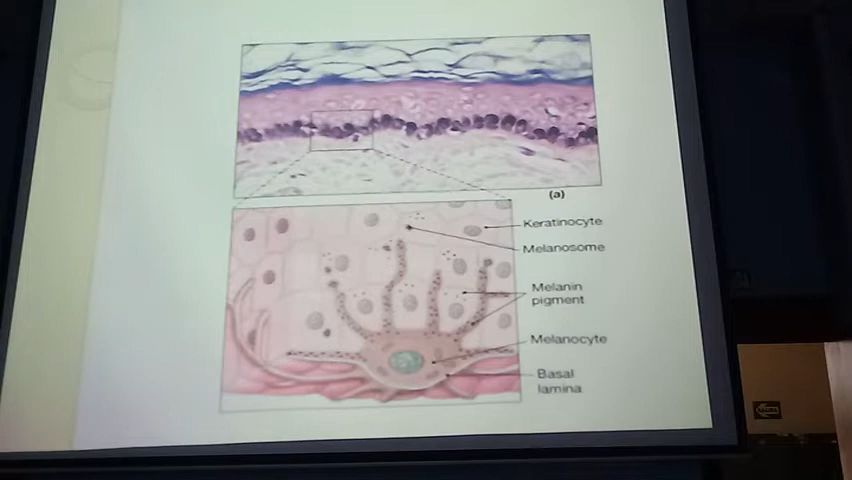 (a)
Keratinocyte
Melanosome
Melanin
pigment
Melanocyte
Basal
lamina